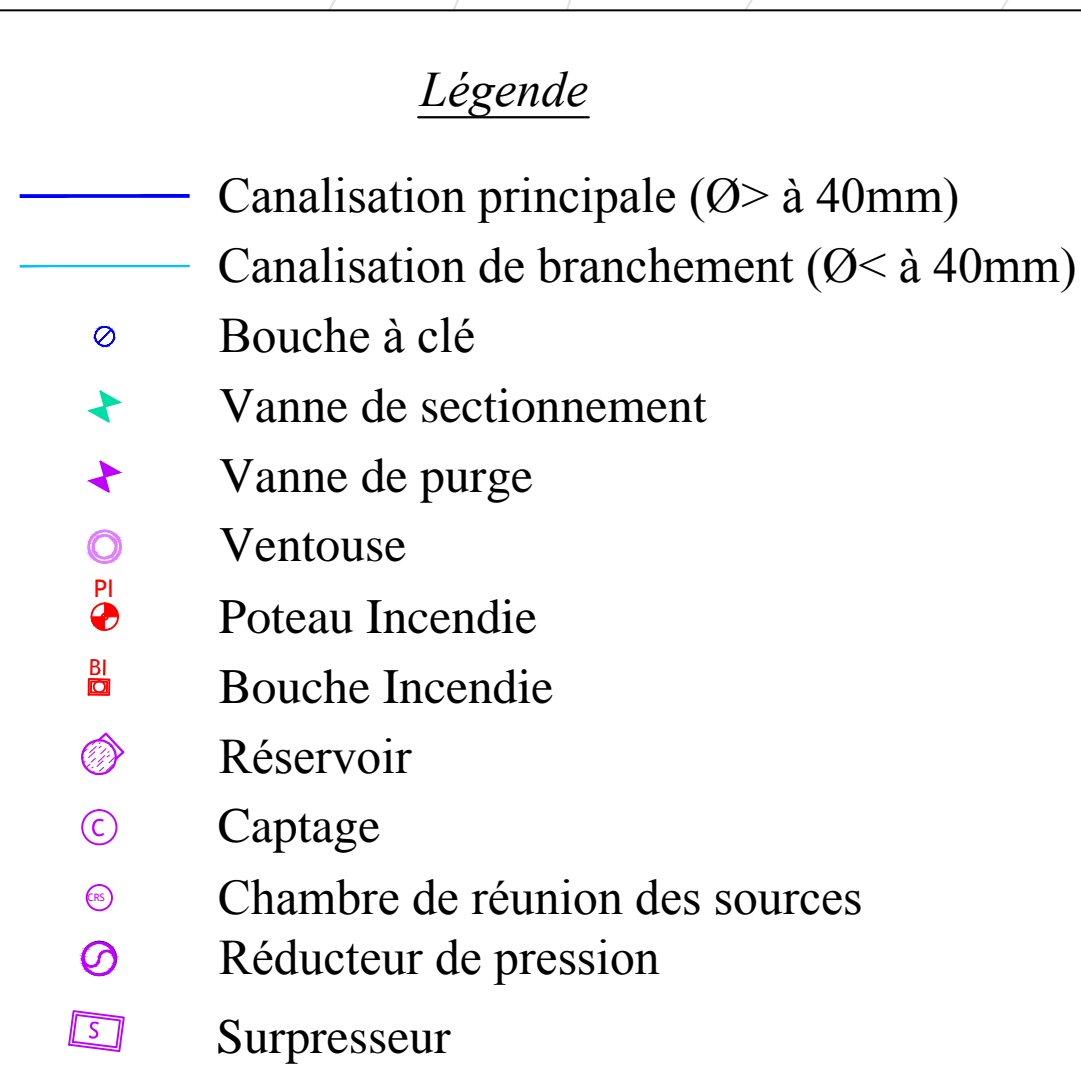 Légende
Canalisation principale (Ø> à 40mm)
Canalisation de branchement (Ø< à 40mm)
Bouche à clé
Vanne de sectionnement
Vanne de purge
Ventouse
PI
Poteau Incendie
BI
Bouche Incendie
Réservoir
C Captage
CRS Chambre de réunion des sources
Réducteur de pression
S Surpresseur